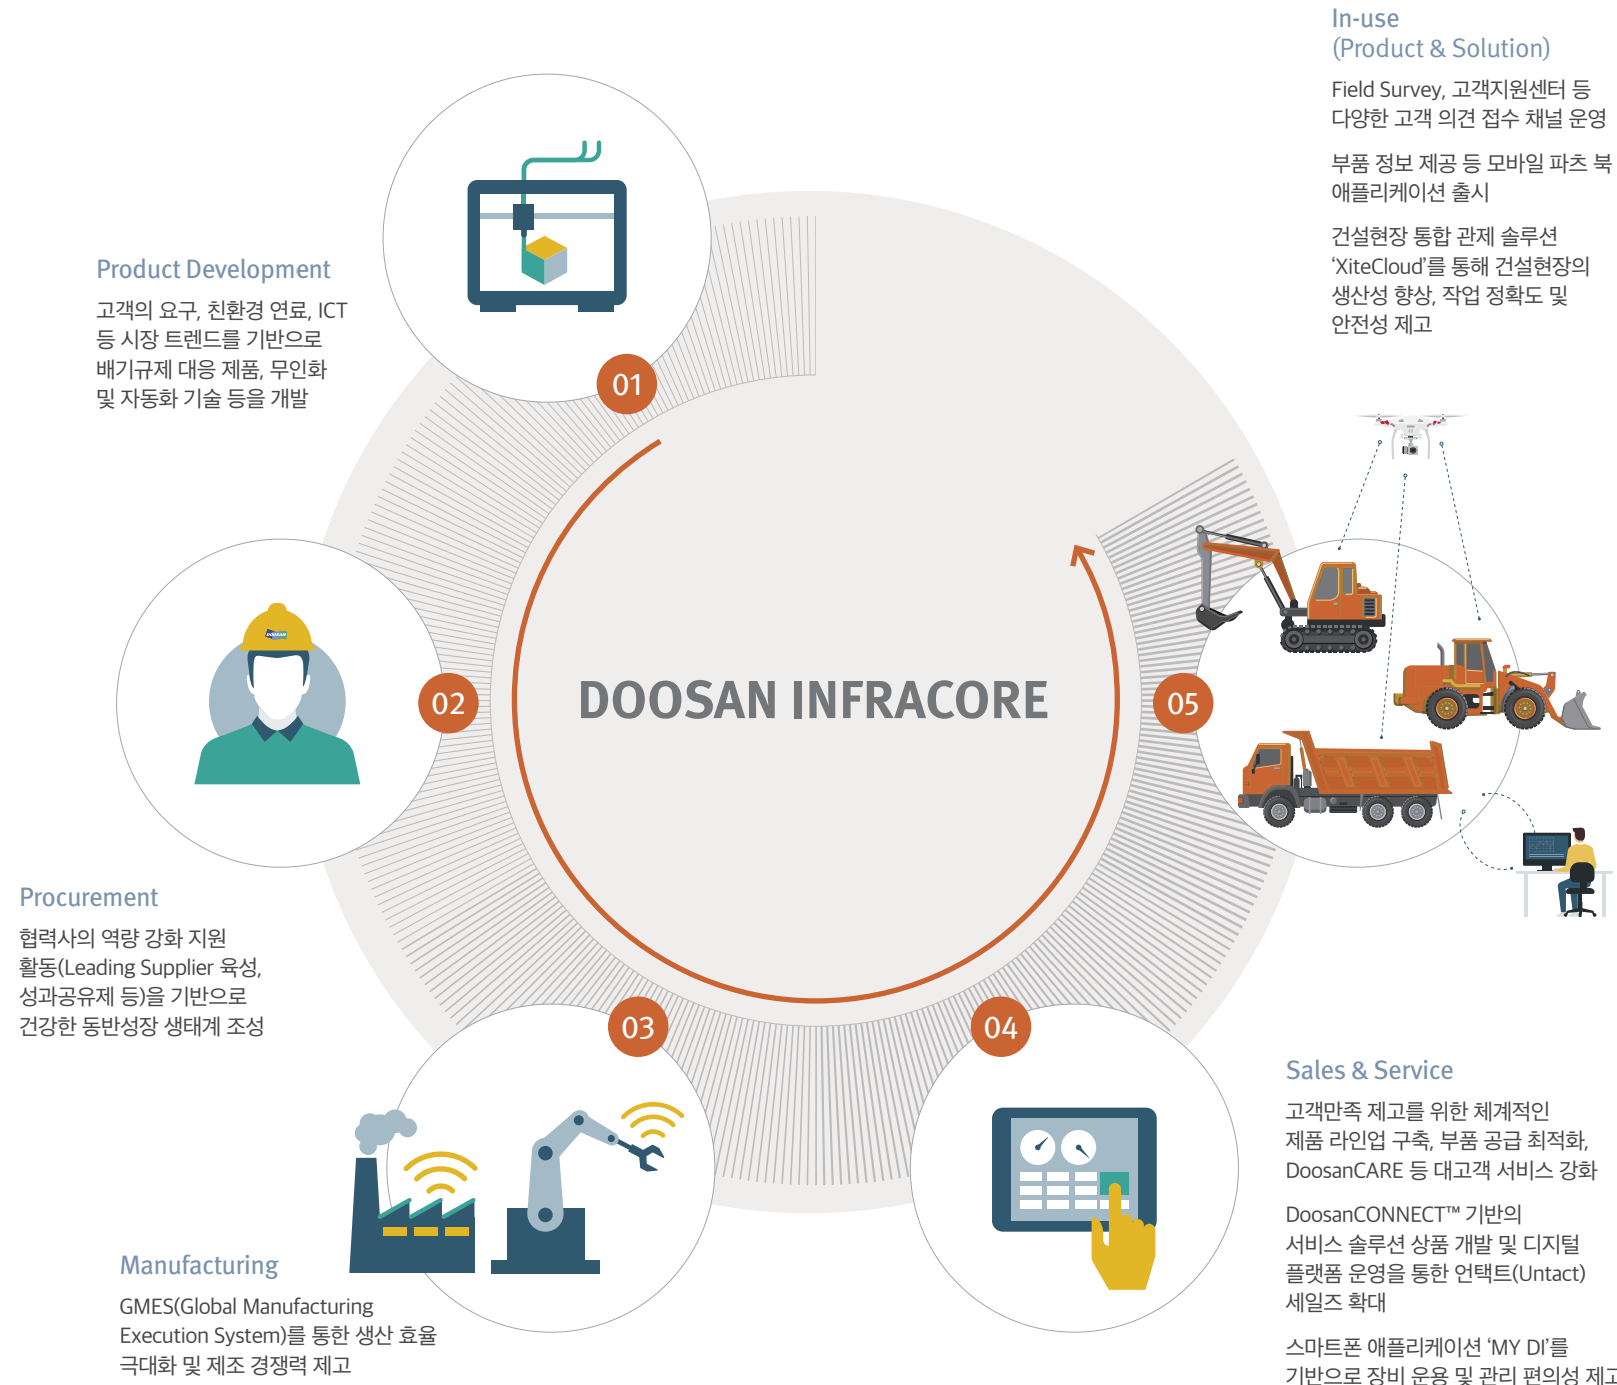 Product Development
고객의 요구, 친환경 연료, ICT
등 시장 트렌드를 기반으로
배기규제 대응 제품, 무인화
및 자동화 기술 등을 개발
01
DOOSAN
02
Procurement
협력사의 역량 강화 지원
활동(Leading Supplier 육성,
성과공유제 등)을 기반으로
건강한 동반성장 생태계 조성
03
Manufacturing
GMES(Global Manufacturing
Execution System)를 통한 생산 효율
극대화 및 제조 경쟁력 제고
DOOSAN INFRACORE
04
Sales & Service
고객만족 제고를 위한 체계적인
제품 라인업 구축, 부품 공급 최적화,
DoosanCARE 등 대고객 서비스 강화
DoosanCONNECT™ 기반의
서비스 솔루션 상품 개발 및 디지털
플랫폼 운영을 통한 언택트(Untact)
세일즈 확대
스마트폰 애플리케이션 ‘MY DI’를
기반으로 장비 운용 및 관리 편의성 제고
05
In-use
(Product & Solution)
Field Survey, 고객지원센터 등
다양한 고객 의견 접수 채널 운영
부품 정보 제공 등 모바일 파츠 북
애플리케이션 출시
건설현장 통합 관제 솔루션
‘XiteCloud’를 통해 건설현장의
생산성 향상, 작업 정확도 및
안전성 제고